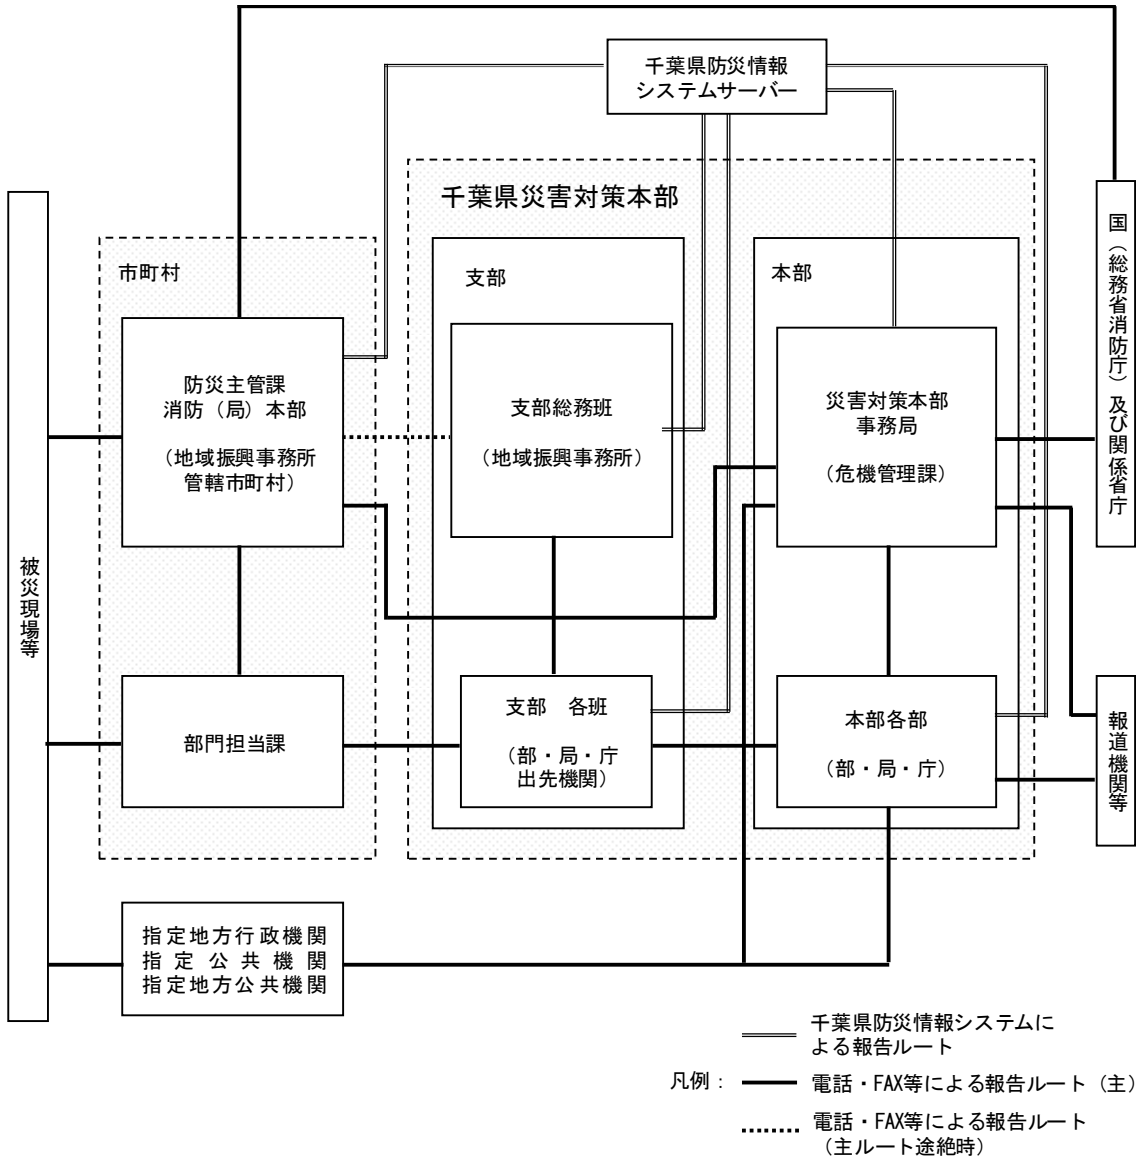 千葉県防災情報
システムサーバー
千葉県災害対策本部
市町村
支部
本部
防災主管課
消防（局）本部
（地域振興事務所
管轄市町村）
支部総務班
（地域振興事務所）
災害対策本部
事務局
（危機管理課）
国（総務省消防庁）及び関係省庁
被災現場等
部門担当課
支部　各班
（部・局・庁
出先機関）
本部各部
（部・局・庁）
報道機関等
指定地方行政機関
指定公共機関
指定地方公共機関
千葉県防災情報システムに
よる報告ルート
凡例：
電話・FAX等による報告ルート（主）
電話・FAX等による報告ルート
（主ルート途絶時）